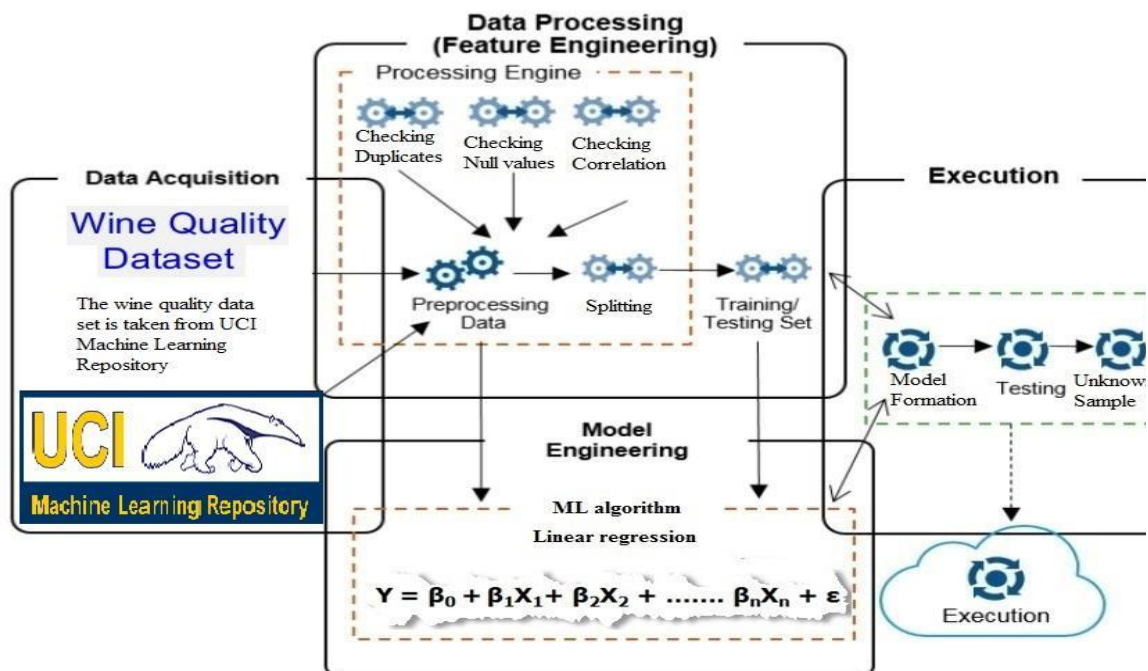 Data Processing
(Feature Engineering)
Processing Engine
Checking
Duplicates
Checking
Null values
Checking
Correlation
Data Acquisition
Wine Quality
Dataset
The wine quality data
set is taken from UCI
Machine Learning
Repository
UCI
Machine Learning Repository
Preprocessing
Data
Splitting
Training/
Testing Set
Execution
Model
Formation
Testing
Unknown
Sample
Model
Engineering
ML algorithm
Linear regression
Y = β₀ + β₁X₁+ β₂X₂ + ....... βₙXₙ + ε
Execution